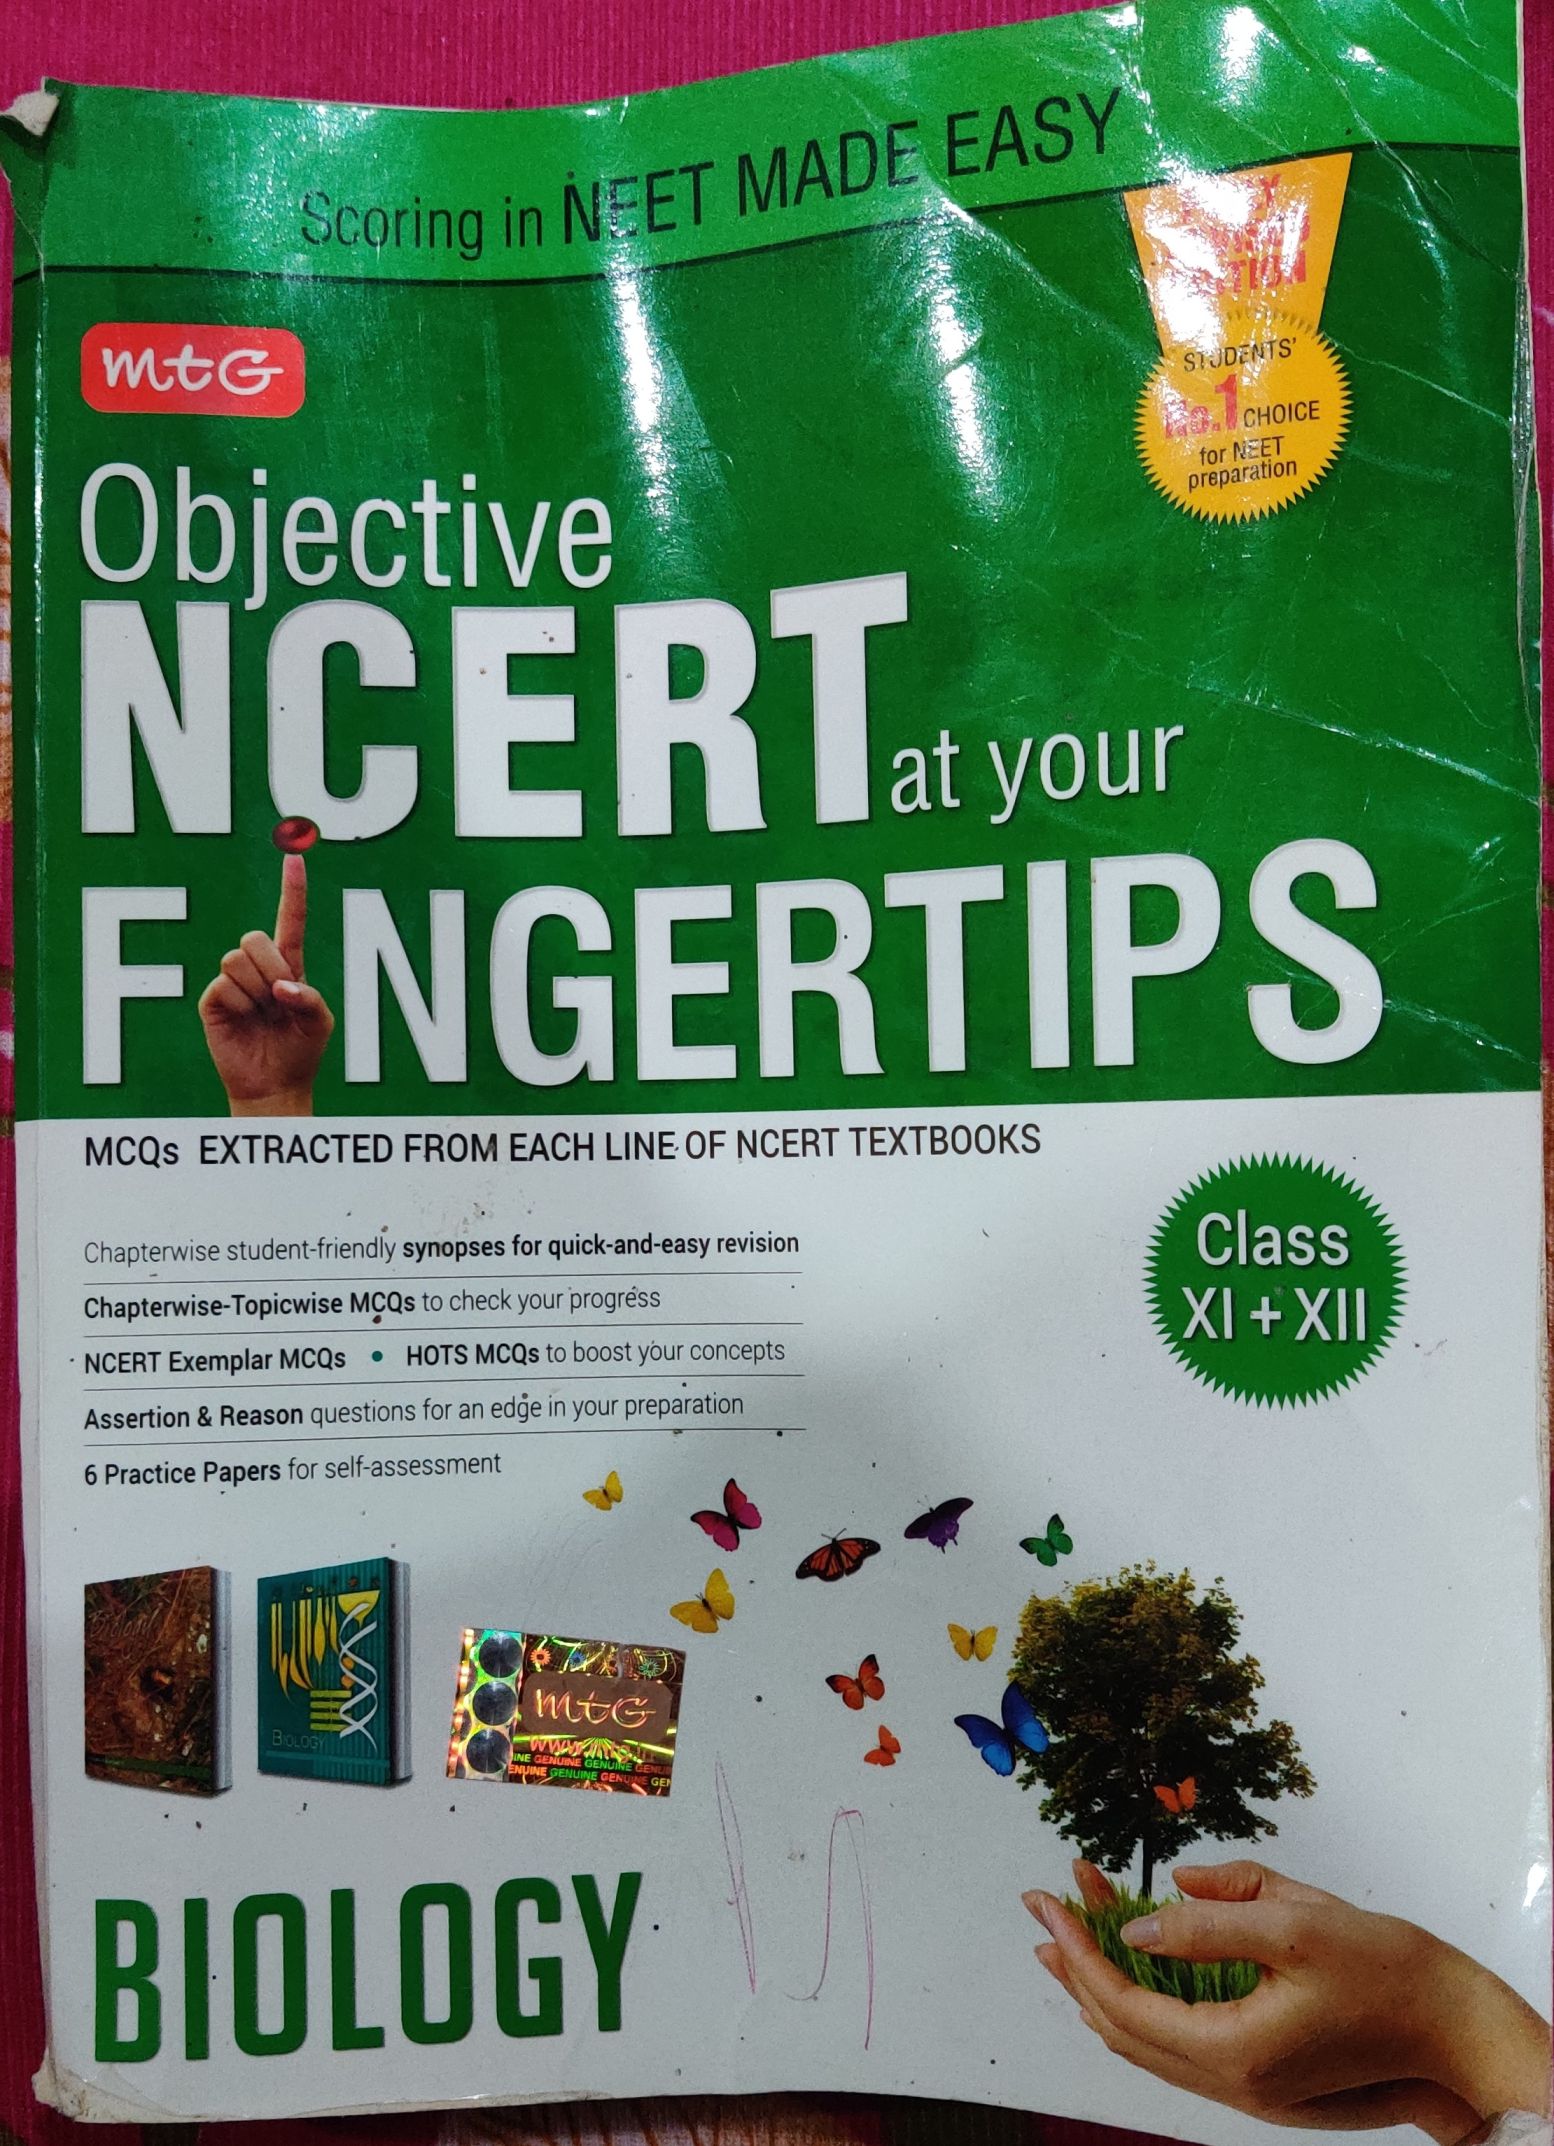 Scoring in NEET MADE EASY
mtG
STUDENTS'
No.1 CHOICE
for NEET
preparation
Objective
NCERT at your
FINGERTIPS
MCQs EXTRACTED FROM EACH LINE OF NCERT TEXTBOOKS
Chapterwise student-friendly synopses for quick-and-easy revision
Chapterwise-Topicwise MCQs to check your progress
NCERT Exemplar MCQs • HOTS MCQs to boost your concepts
Assertion & Reason questions for an edge in your preparation
6 Practice Papers for self-assessment
Class
XI + XII
Biology
BIOLOGY
mtG
GENUINE GENUINE
GENUINE GENUINE
BIOLOGY